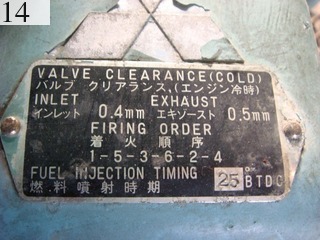 14
VALVE CLEARANCE(COLD)
バルブ クリアランス、(エンジン冷時)
INLET EXHAUST
インレット 0.4mm エキゾースト 0.5mm
FIRING ORDER
着火順序
1-5-3-6-2-4
FUEL INJECTION TIMING 25° BTDC
燃料噴射時期